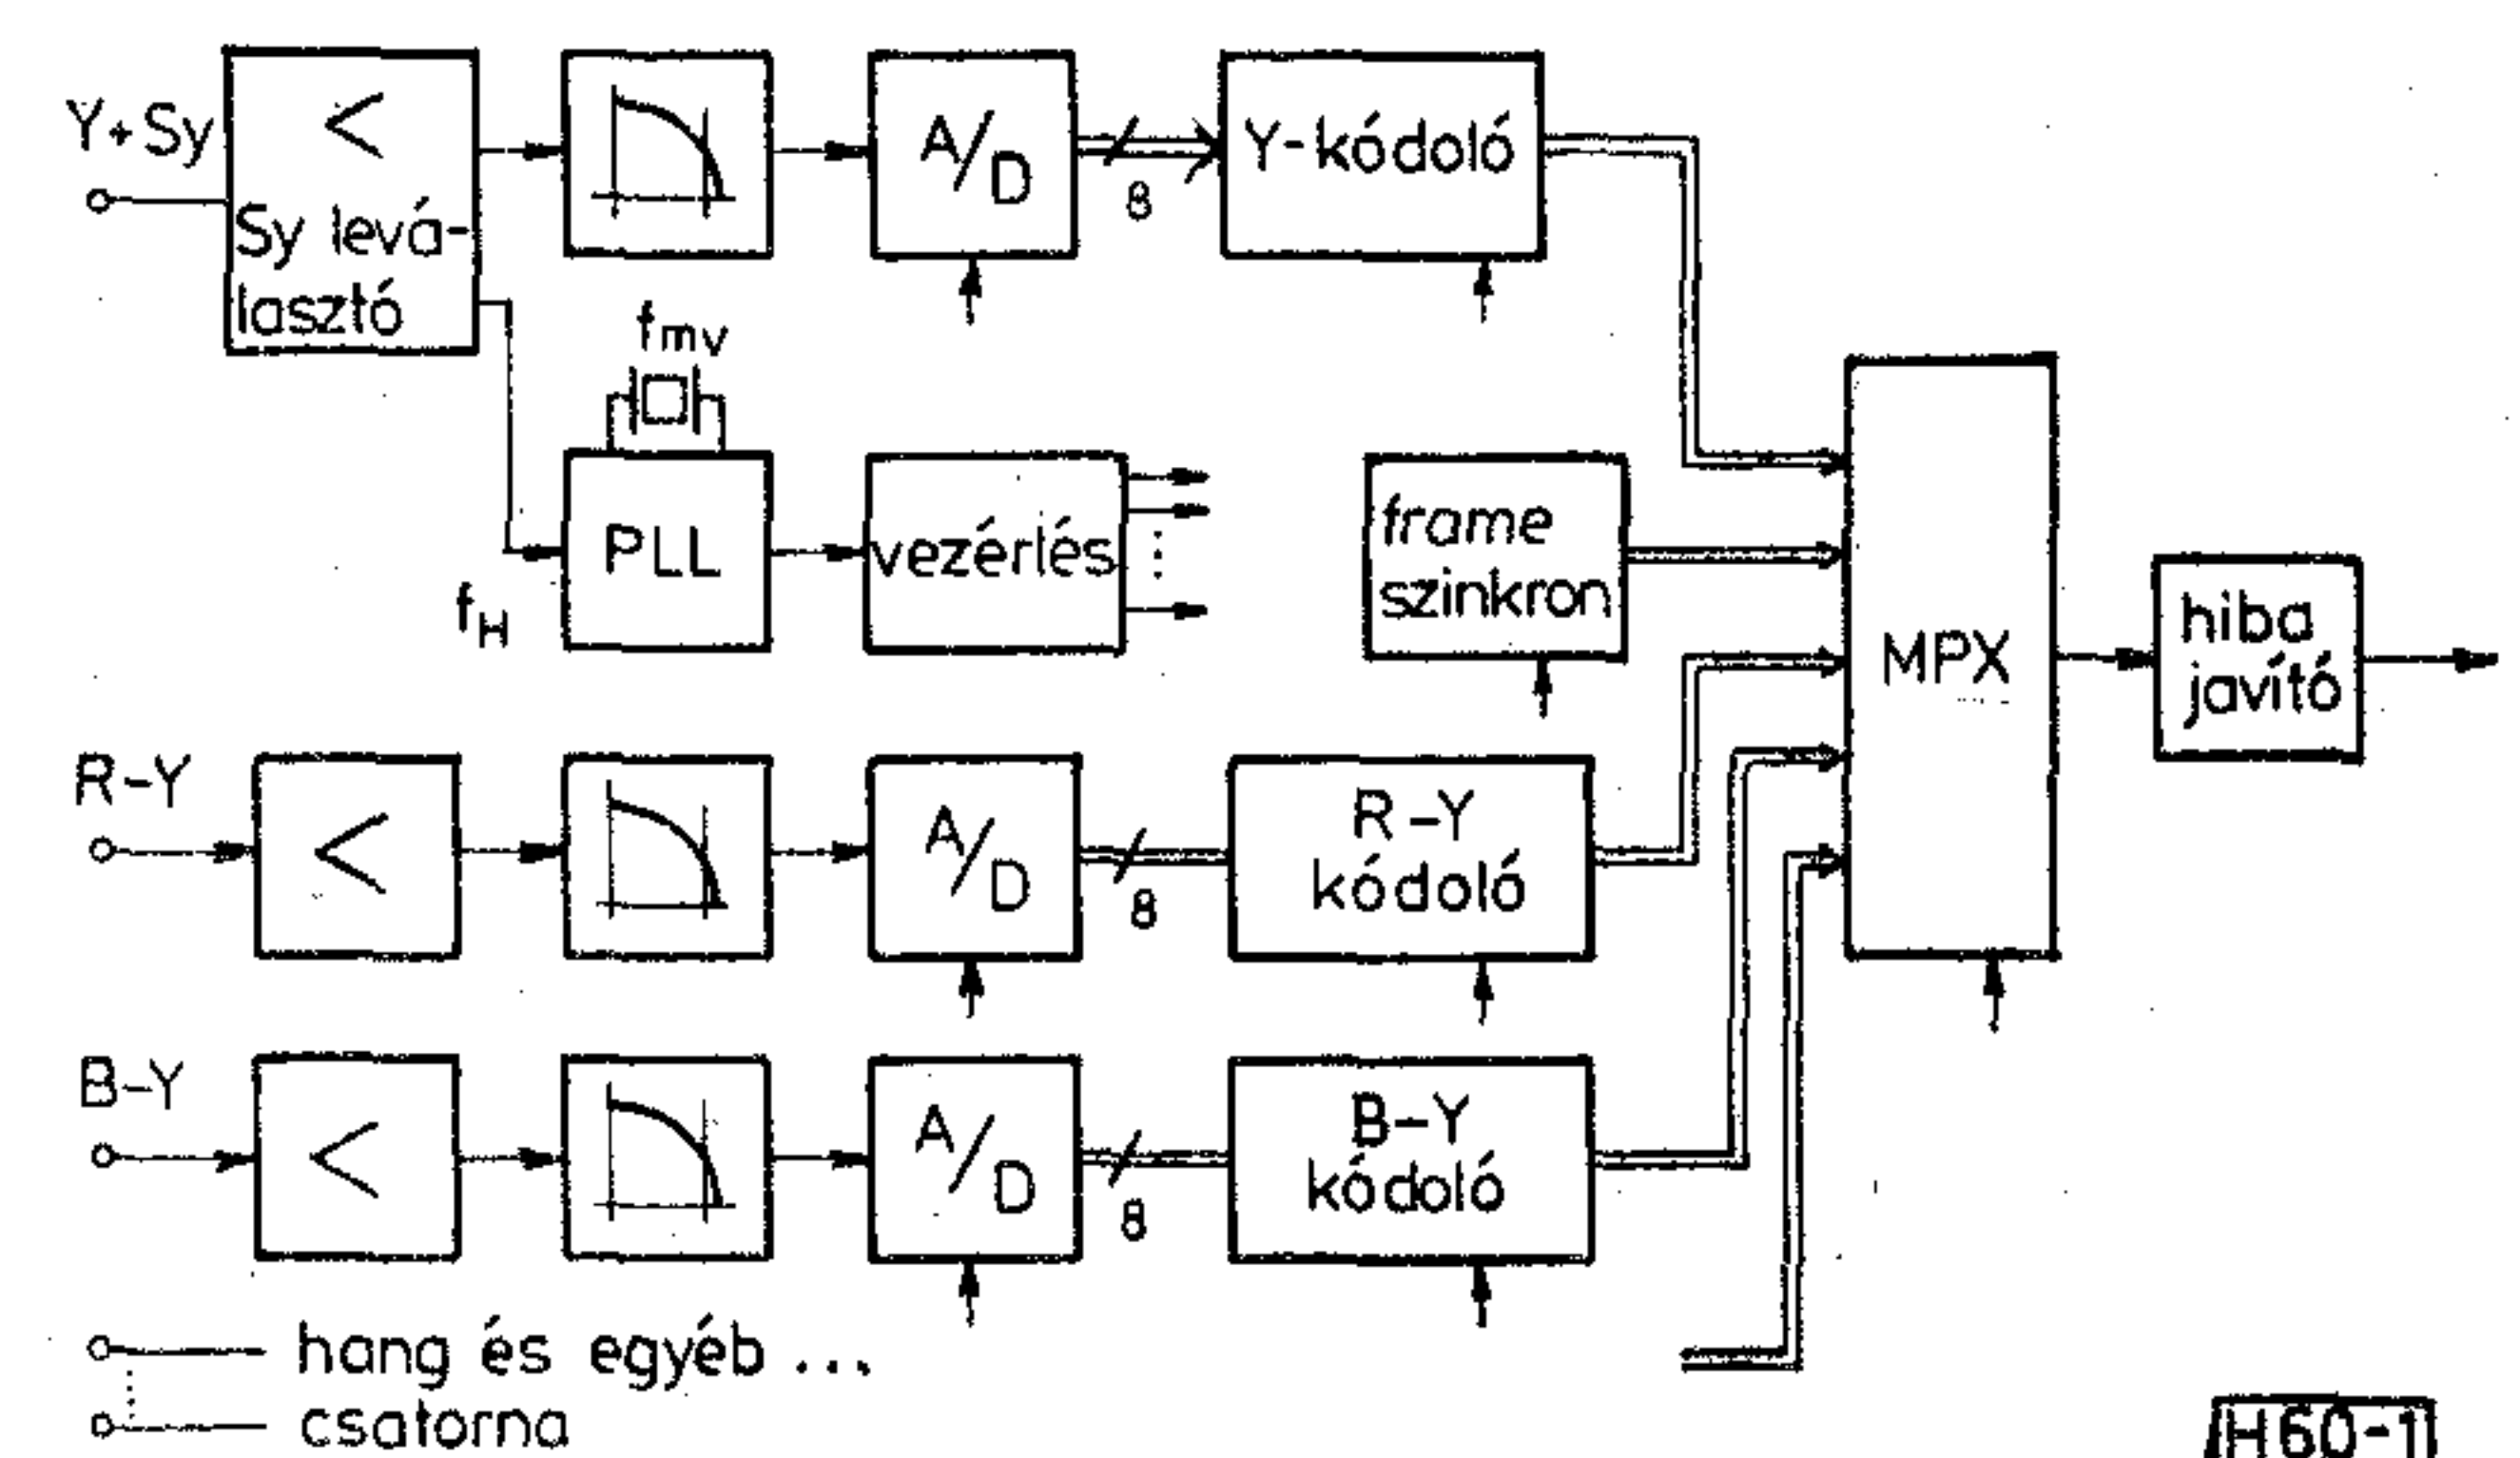 Y+Sy
<
Sy levá-
lasztó
A/D
8
Y-kódoló
fmv
fH
PLL
vezérlés
frame
szinkron
MPX
hiba
javító
R-Y
<
A/D
8
R-Y
kódoló
B-Y
<
A/D
8
B-Y
kódoló
hang és egyéb ...
csatorna
H60-1